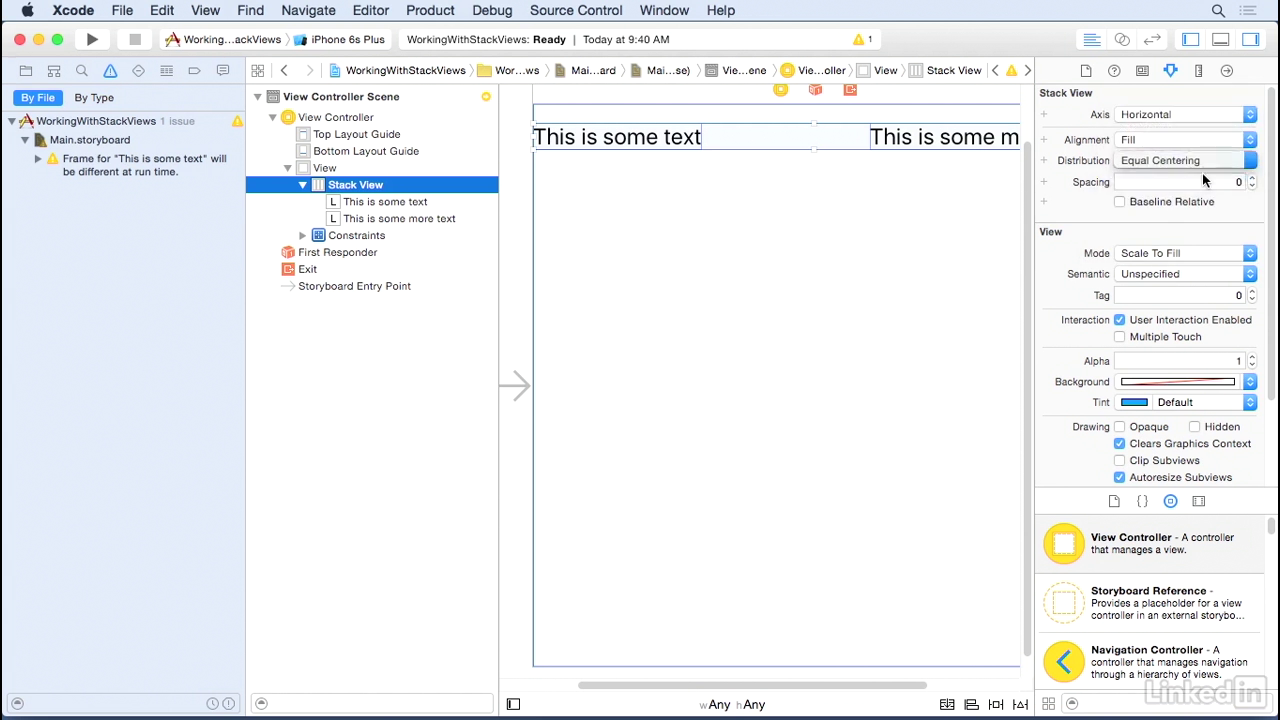 Xcode File Edit View Find Navigate Editor Product Debug Source Control Window Help
Working...ackViews iPhone 6s Plus WorkingWithStackViews: Ready | Today at 9:40 AM 1
WorkingWithStackViews Wor...ws Mai...ard Mai...se) Vie...ene Vie...oller View Stack View
By File By Type
WorkingWithStackViews 1 issue
Main.storyboard
Frame for "This is some text" will
be different at run time.
View Controller Scene
View Controller
Top Layout Guide
Bottom Layout Guide
View
Stack View
L This is some text
L This is some more text
Constraints
First Responder
Exit
Storyboard Entry Point
This is some text This is some m
wAny hAny
Stack View
Axis Horizontal
Alignment Fill
Distribution Equal Centering
Spacing 0
Baseline Relative
View
Mode Scale To Fill
Semantic Unspecified
Tag 0
Interaction User Interaction Enabled
Multiple Touch
Alpha 1
Background
Tint Default
Drawing Opaque Hidden
Clears Graphics Context
Clip Subviews
Autoresize Subviews
View Controller - A controller
that manages a view.
Storyboard Reference -
Provides a placeholder for a view
controller in an external storybo...
Navigation Controller - A
controller that manages navigation
through a hierarchy of views.
LinkedIn